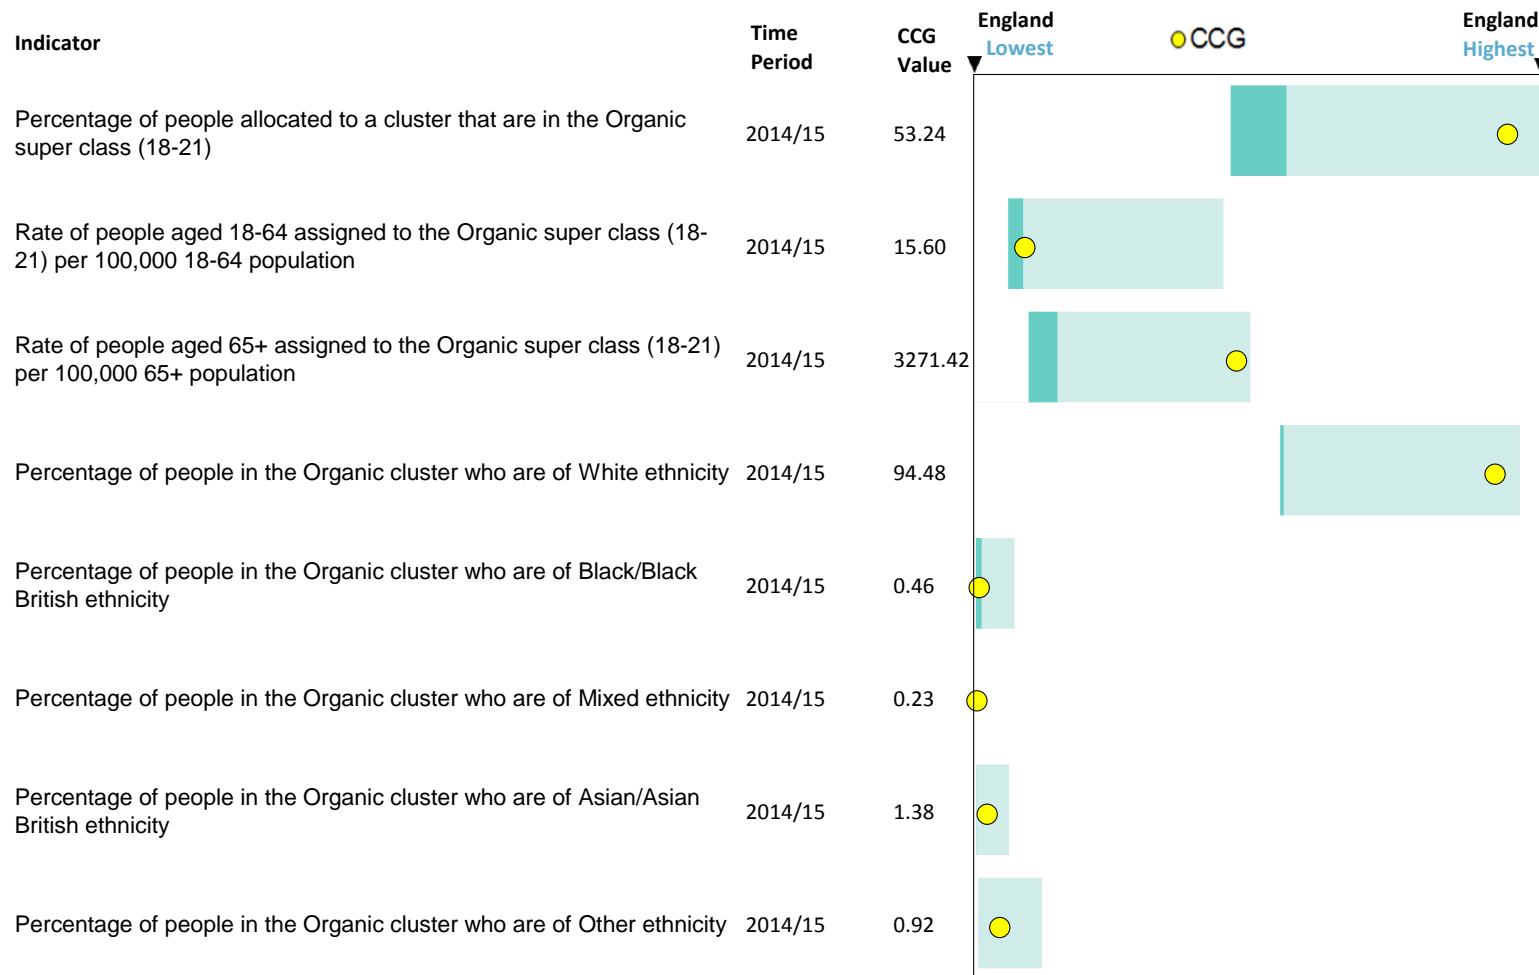 Indicator
Time
Period
CCG
Value
England
Lowest
CCG
England
Highest
Percentage of people allocated to a cluster that are in the Organic
super class (18-21)
2014/15
53.24
Rate of people aged 18-64 assigned to the Organic super class (18-
21) per 100,000 18-64 population
2014/15
15.60
Rate of people aged 65+ assigned to the Organic super class (18-21)
per 100,000 65+ population
2014/15
3271.42
Percentage of people in the Organic cluster who are of White ethnicity
2014/15
94.48
Percentage of people in the Organic cluster who are of Black/Black
British ethnicity
2014/15
0.46
Percentage of people in the Organic cluster who are of Mixed ethnicity
2014/15
0.23
Percentage of people in the Organic cluster who are of Asian/Asian
British ethnicity
2014/15
1.38
Percentage of people in the Organic cluster who are of Other ethnicity
2014/15
0.92